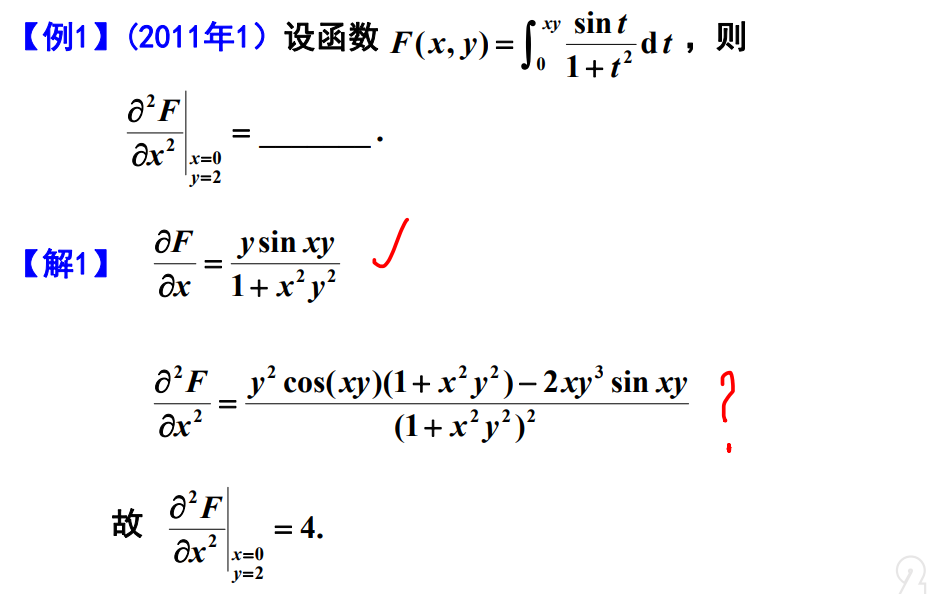 【例1】(2011年1) 设函数 $F(x,y)=\int_0^{xy}\frac{\sin t}{1+t^2}\mathrm{d}t$ ，则
$\left.\frac{\partial^2 F}{\partial x^2}\right|_{\substack{x=0\\y=2}}=$ ________ .
【解1】 $\frac{\partial F}{\partial x}=\frac{y\sin xy}{1+x^2y^2}$ ✓
$\frac{\partial^2 F}{\partial x^2}=\frac{y^2\cos(xy)(1+x^2y^2)-2xy^3\sin xy}{(1+x^2y^2)^2}$ ?
故 $\left.\frac{\partial^2 F}{\partial x^2}\right|_{\substack{x=0\\y=2}}=4.$